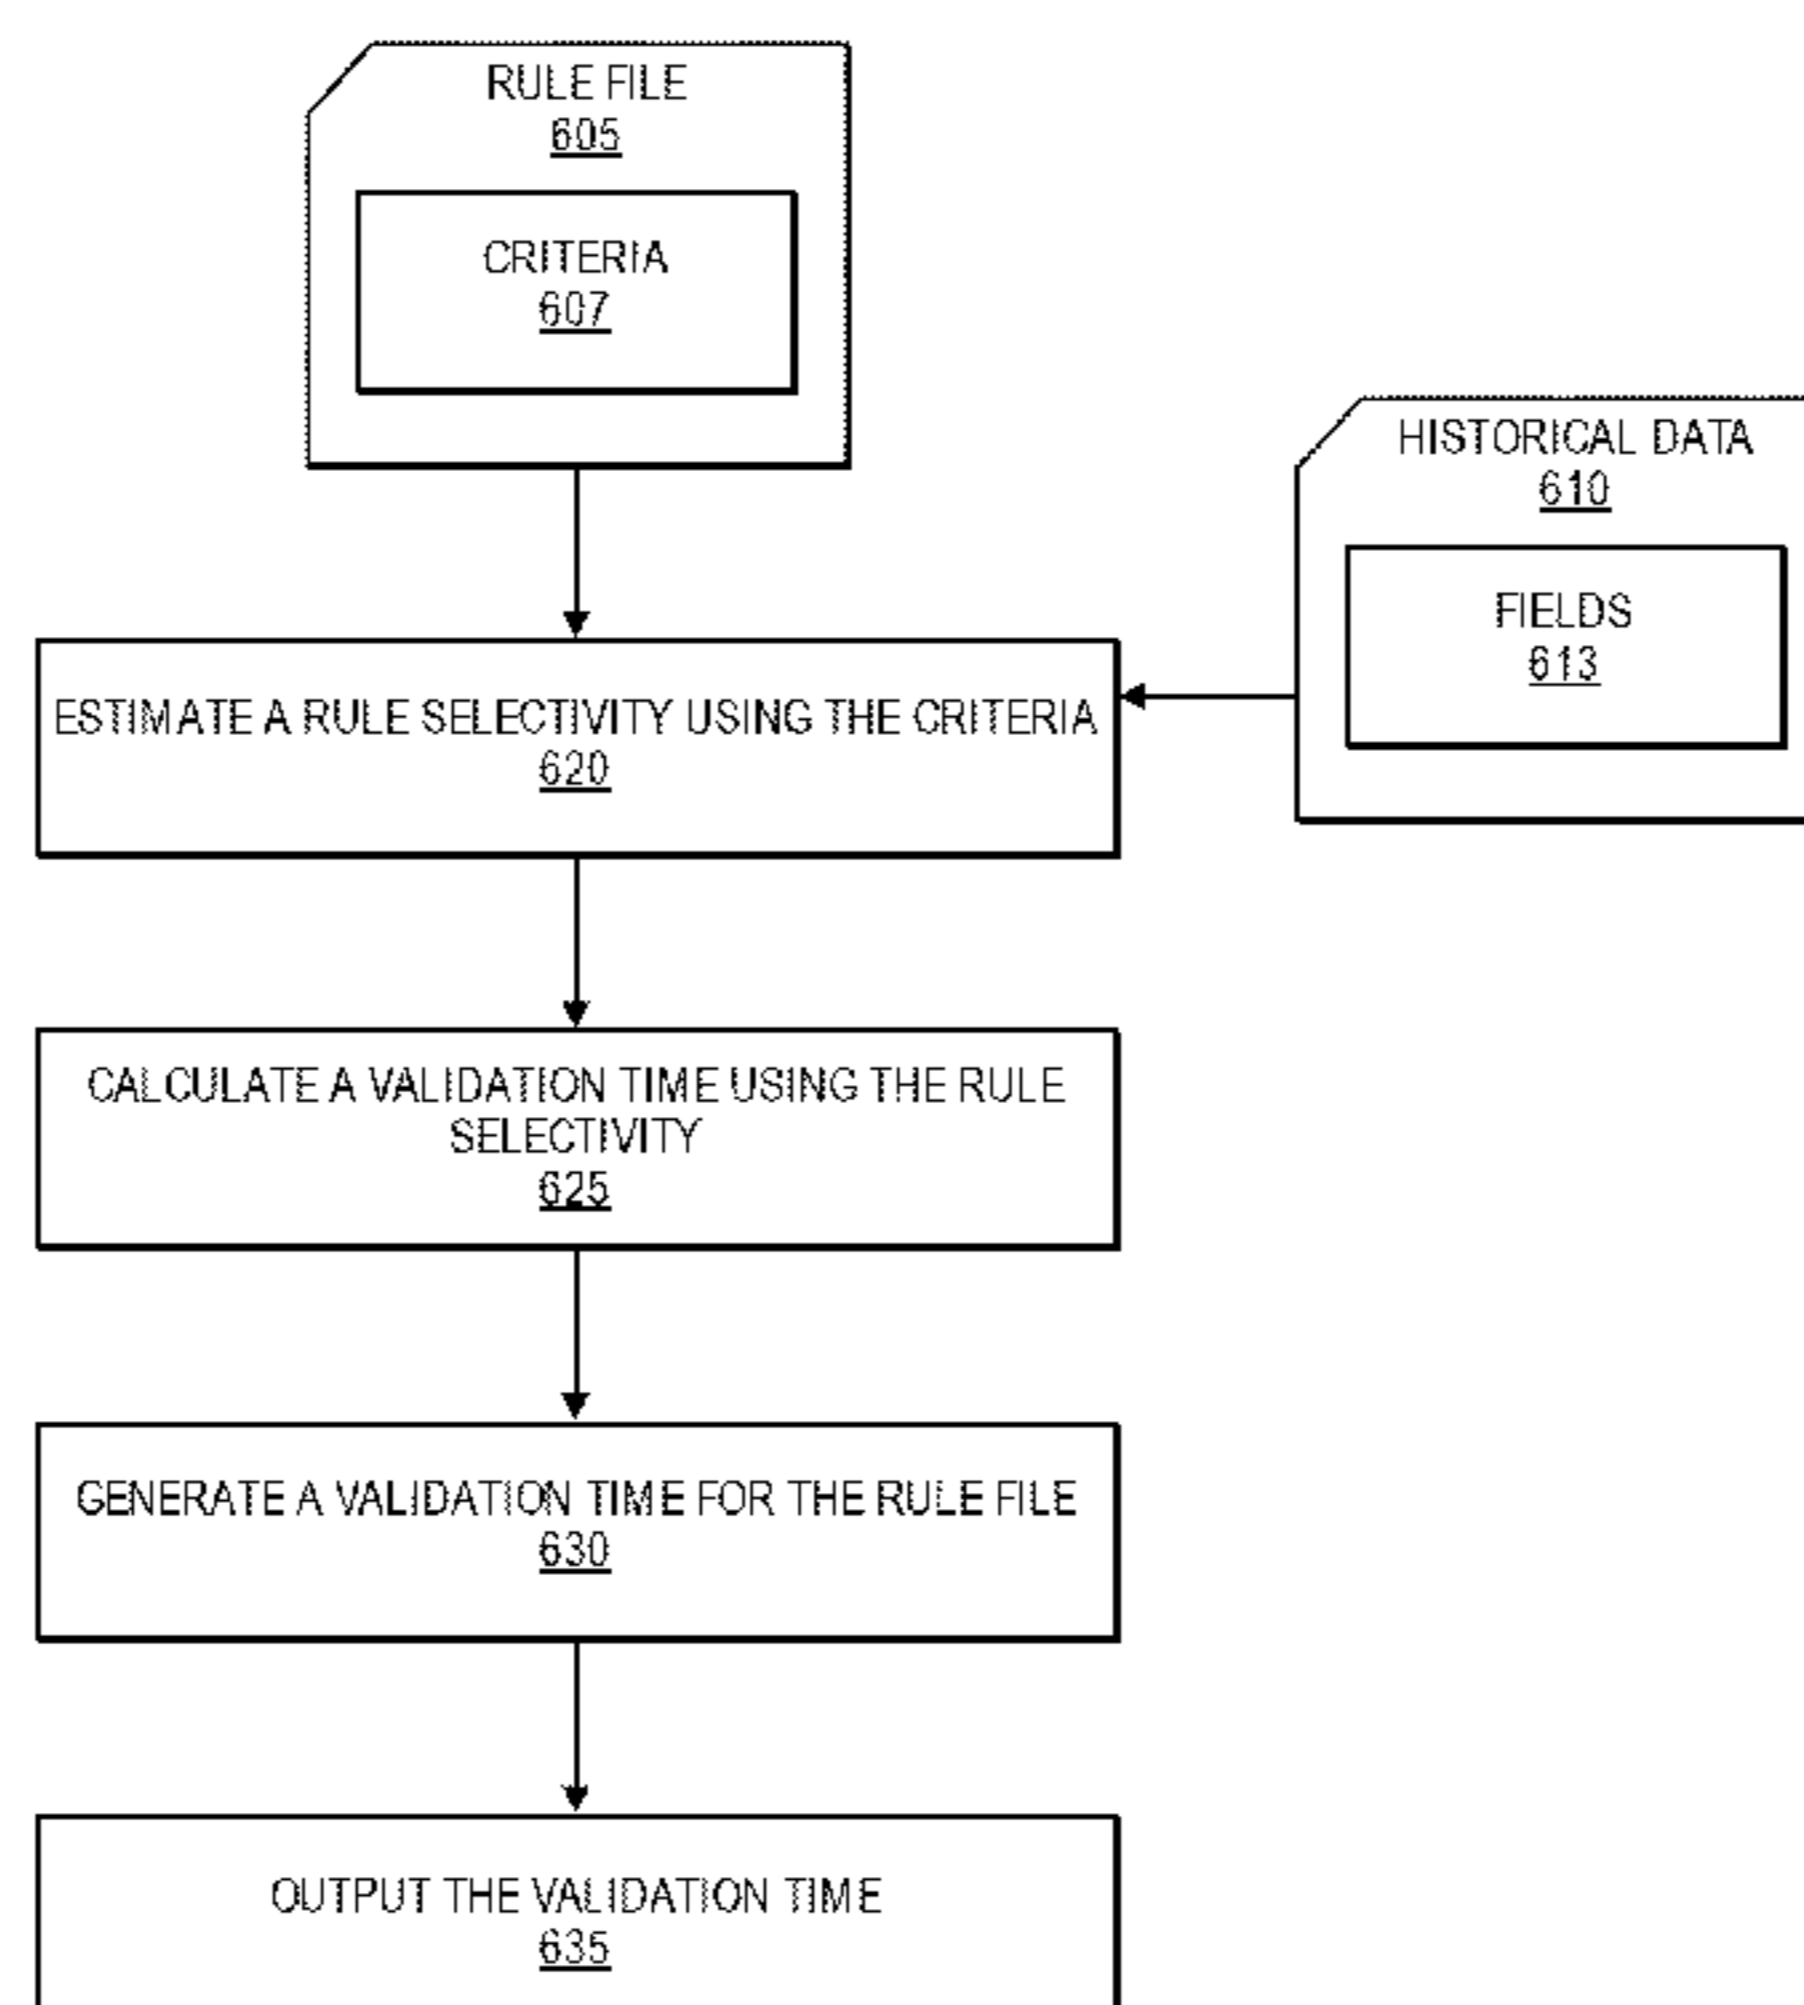 RULE FILE
605
CRITERIA
607
HISTORICAL DATA
610
FIELDS
613
ESTIMATE A RULE SELECTIVITY USING THE CRITERIA
620
CALCULATE A VALIDATION TIME USING THE RULE
SELECTIVITY
625
GENERATE A VALIDATION TIME FOR THE RULE FILE
630
OUTPUT THE VALIDATION TIME
635